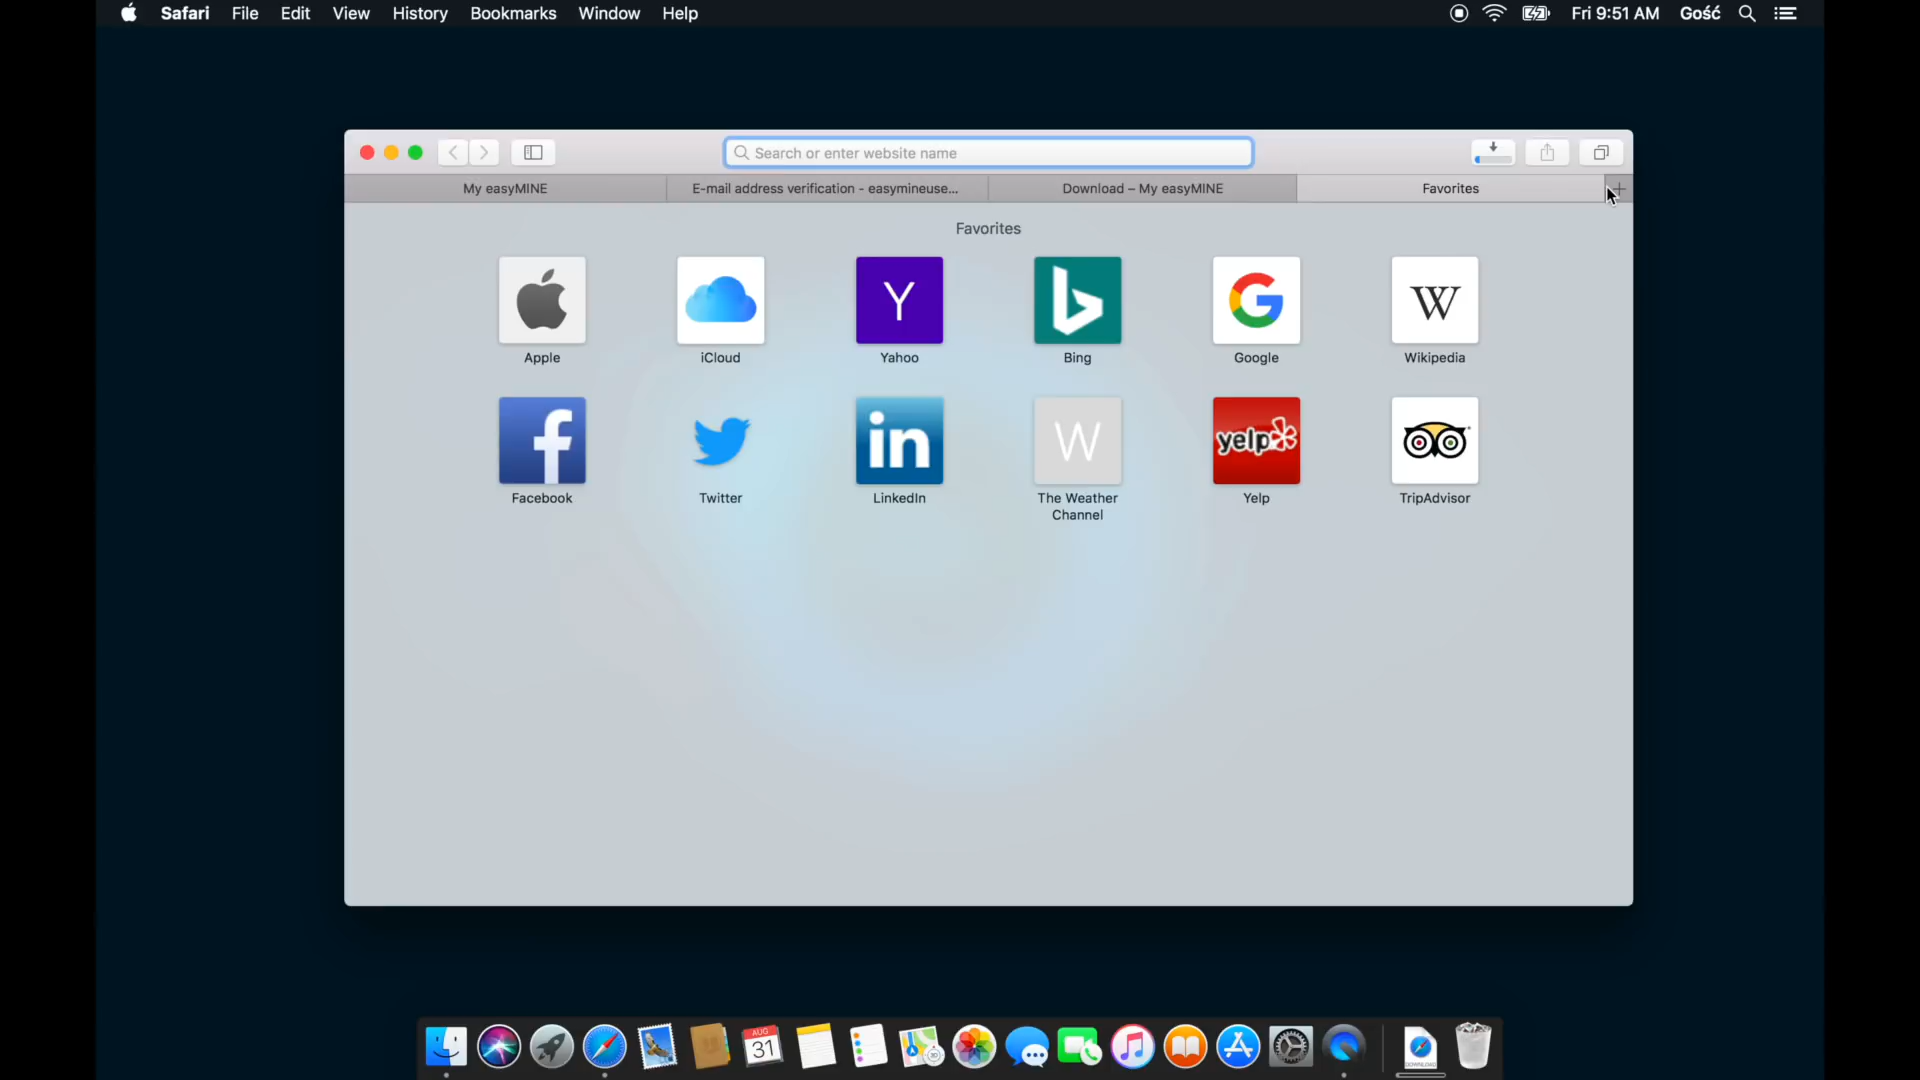 Safari File Edit View History Bookmarks Window Help Fri 9:51 AM Gość
Search or enter website name
My easyMINE E-mail address verification - easymineuse... Download – My easyMINE Favorites
Favorites
Y W
Apple iCloud Yahoo Bing Google Wikipedia
f in W yelp
Facebook Twitter LinkedIn The Weather Channel Yelp TripAdvisor
AUG
31
DOWNLOAD